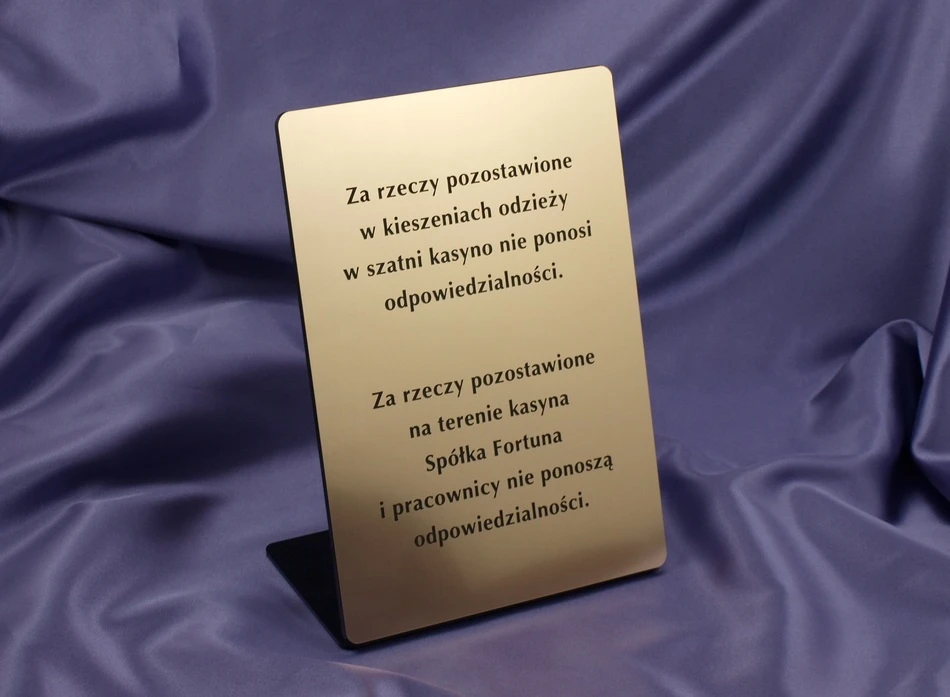 Za rzeczy pozostawione
w kieszeniach odzieży
w szatni kasyno nie ponosi
odpowiedzialności.
Za rzeczy pozostawione
na terenie kasyna
Spółka Fortuna
i pracownicy nie ponoszą
odpowiedzialności.